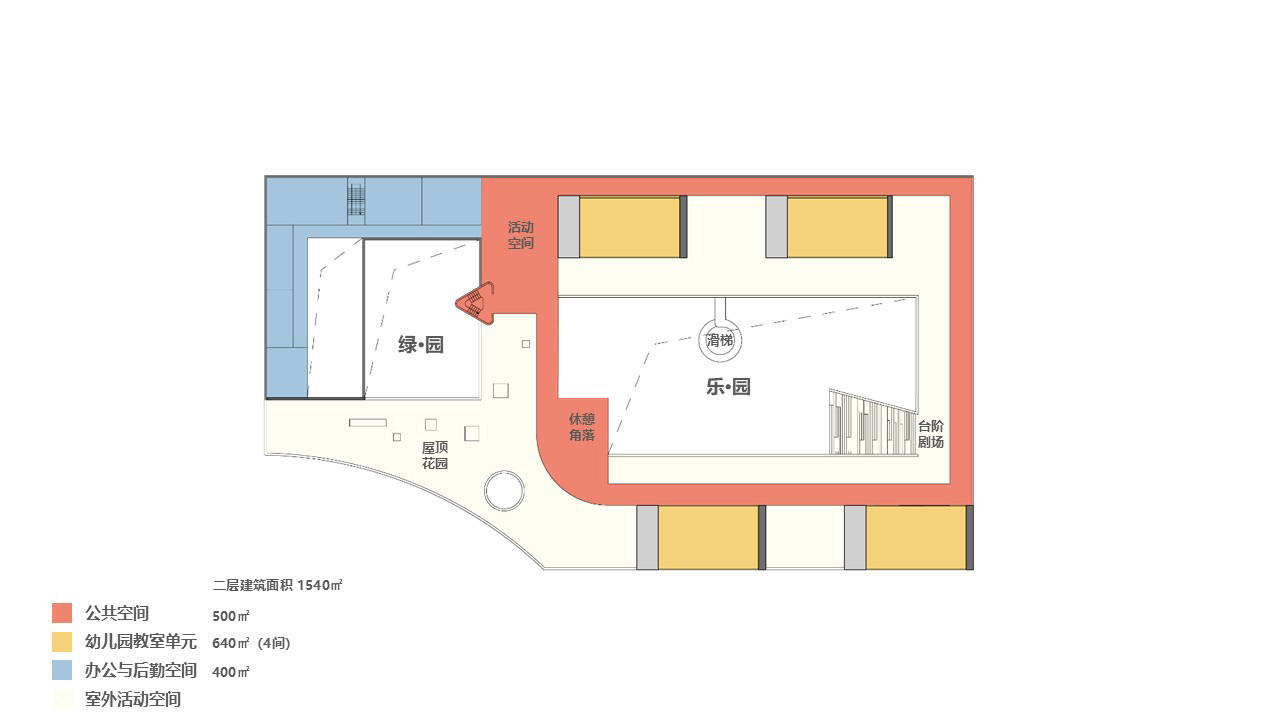 活动
空间
滑梯
绿·园
乐·园
休憩
角落
台阶
剧场
屋顶
花园
二层建筑面积 1540㎡
公共空间 500㎡
幼儿园教室单元 640㎡ (4间)
办公与后勤空间 400㎡
室外活动空间